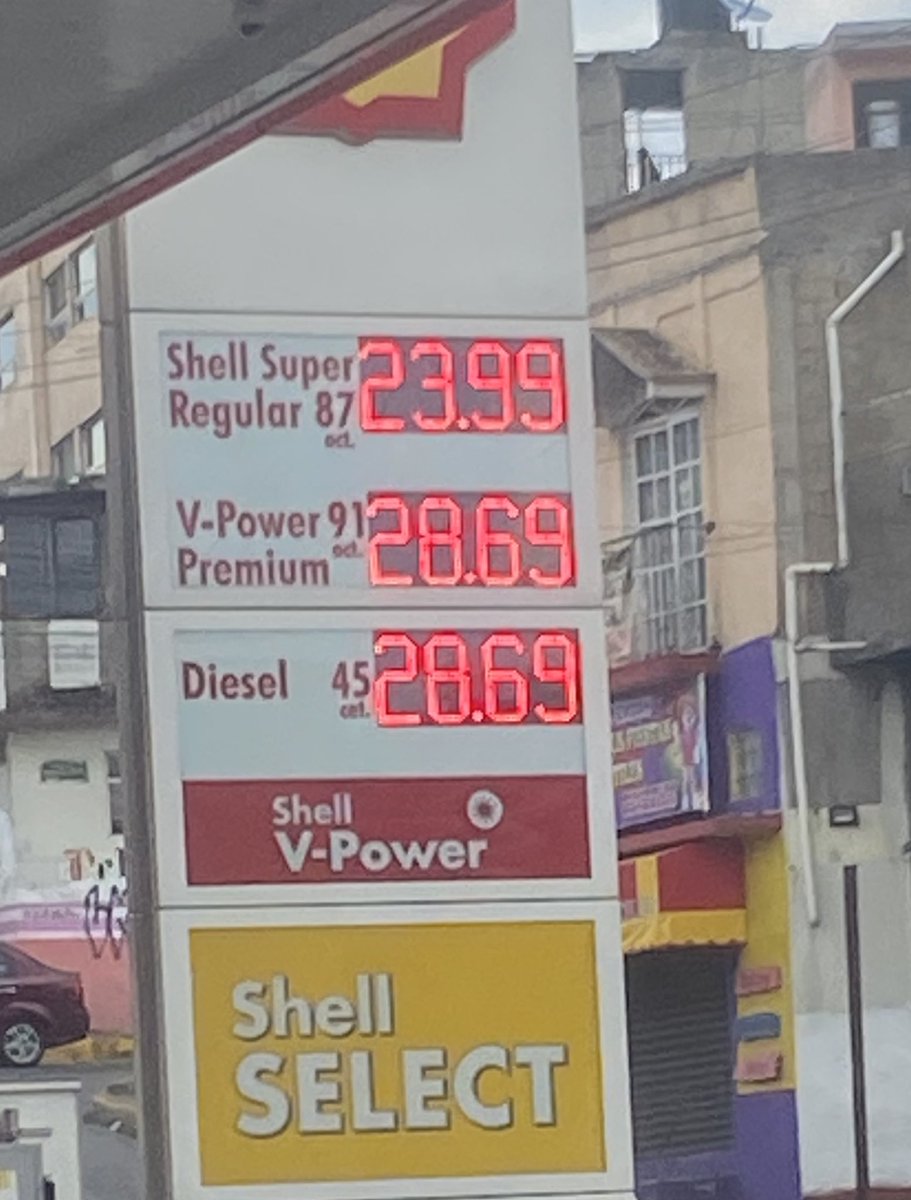 Shell Super 23.99
Regular 87
oct.
V-Power 91 28.69
Premium oct.
Diesel 45 28.69
cet.
Shell
V-Power
Shell
SELECT